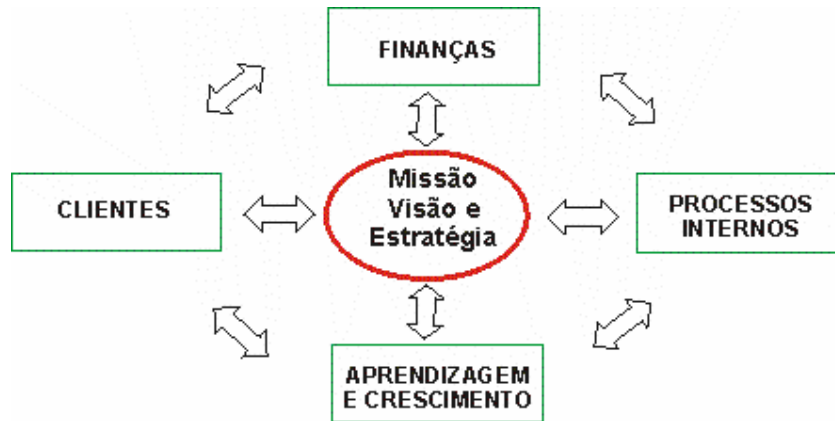 FINANÇAS
CLIENTES
Missão
Visão e
Estratégia
PROCESSOS
INTERNOS
APRENDIZAGEM
E CRESCIMENTO